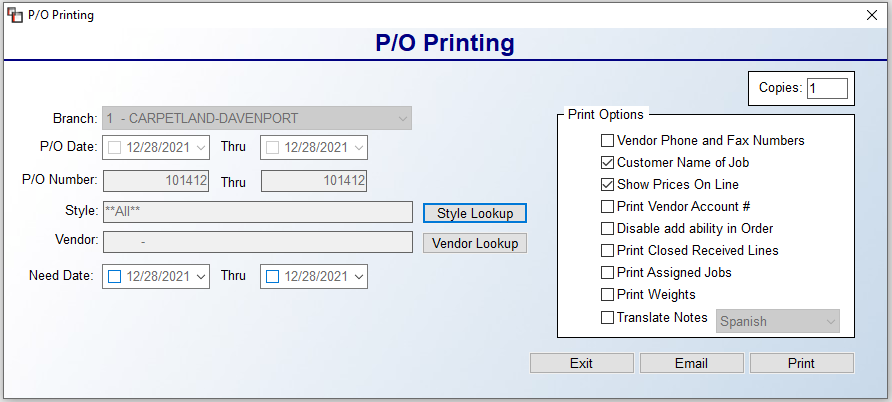 P/O Printing
P/O Printing
Copies: 1
Branch: 1 - CARPETLAND-DAVENPORT
P/O Date: 12/28/2021 Thru 12/28/2021
P/O Number: 101412 Thru 101412
Style: **All** Style Lookup
Vendor: - Vendor Lookup
Need Date: 12/28/2021 Thru 12/28/2021
Print Options
Vendor Phone and Fax Numbers
Customer Name of Job
Show Prices On Line
Print Vendor Account #
Disable add ability in Order
Print Closed Received Lines
Print Assigned Jobs
Print Weights
Translate Notes Spanish
Exit Email Print